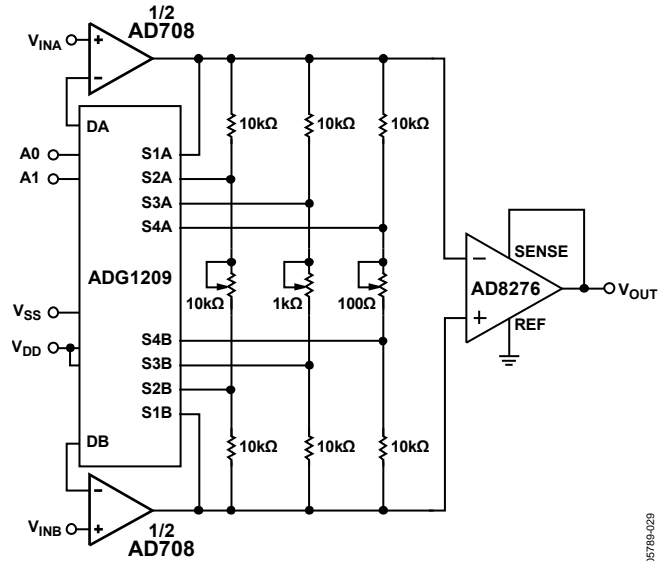 1/2
AD708
VINA
+
−
DA
A0
A1
S1A
S2A
S3A
S4A
10kΩ
10kΩ
10kΩ
ADG1209
10kΩ
1kΩ
100Ω
VSS
VDD
S4B
S3B
S2B
S1B
DB
10kΩ
10kΩ
10kΩ
−
+
VINB
1/2
AD708
SENSE
−
AD8276
+
REF
VOUT
05789-029